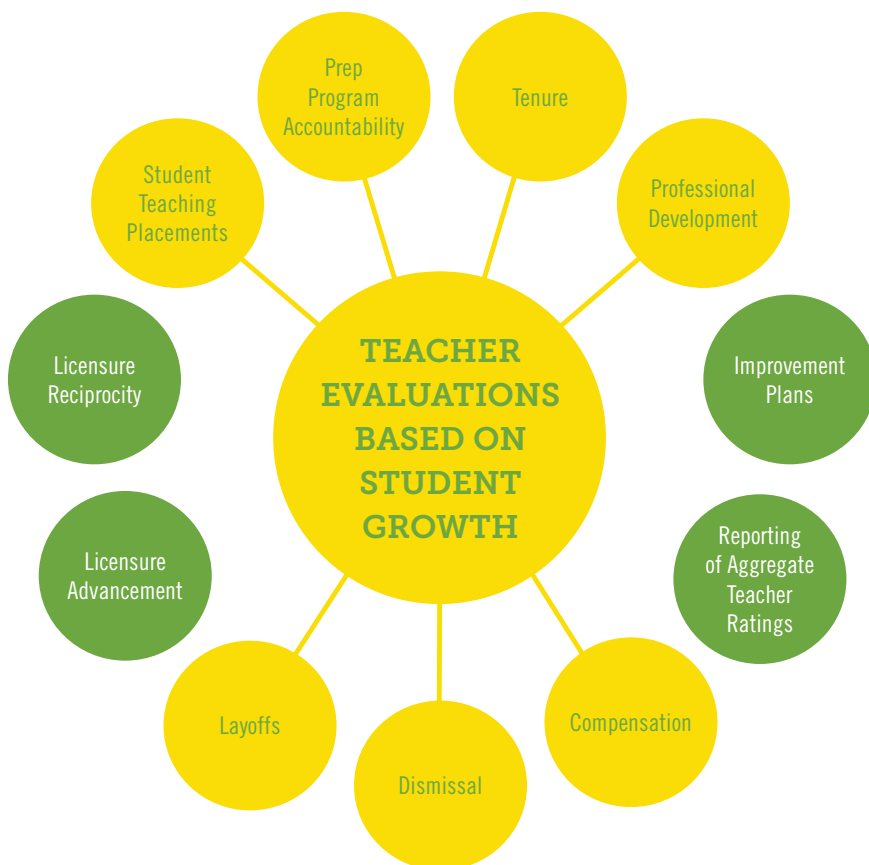 Prep
Program
Accountability
Tenure
Student
Teaching
Placements
Professional
Development
Licensure
Reciprocity
TEACHER
EVALUATIONS
BASED ON
STUDENT
GROWTH
Improvement
Plans
Licensure
Advancement
Reporting
of Aggregate
Teacher
Ratings
Layoffs
Dismissal
Compensation